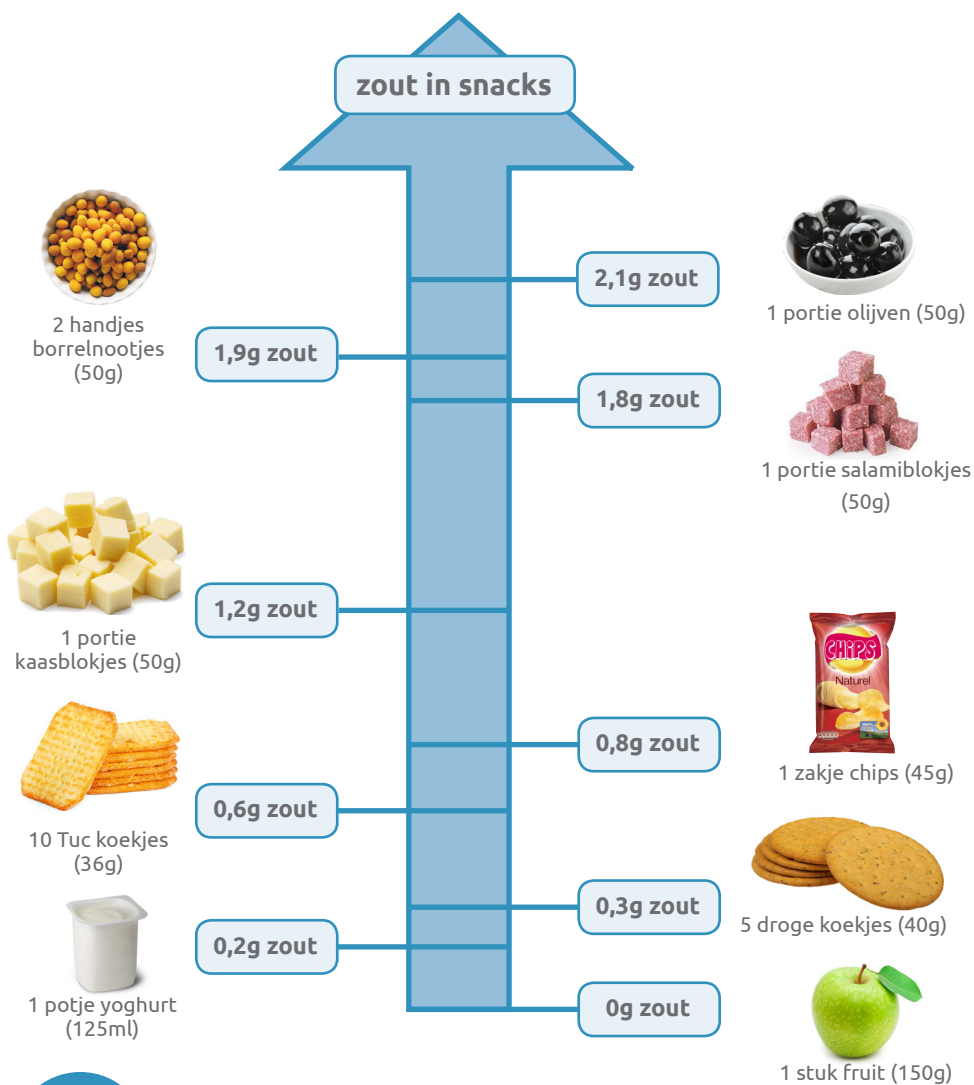 zout in snacks
2 handjes
borrelnootjes
(50g)
1,9g zout
2,1g zout
1 portie olijven (50g)
1,8g zout
1 portie salamiblokjes
(50g)
1 portie
kaasblokjes (50g)
1,2g zout
CHiPS
Naturel
0,8g zout
1 zakje chips (45g)
10 Tuc koekjes
(36g)
0,6g zout
0,3g zout
5 droge koekjes (40g)
1 potje yoghurt
(125ml)
0,2g zout
0g zout
1 stuk fruit (150g)